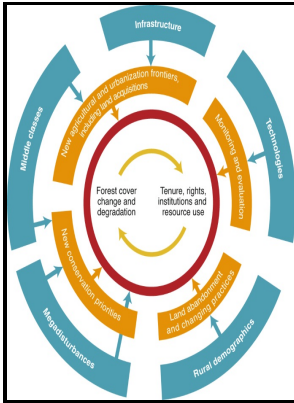 Infrastructure
Middle classes
New agricultural and urbanization frontiers,
including land acquisitions
Technologies
Monitoring and evaluation
Forest cover
change and
degradation
Tenure, rights,
institutions and
resource use
New conservation priorities
Land abandonment
and changing practices
Megadisturbances
Rural demographics